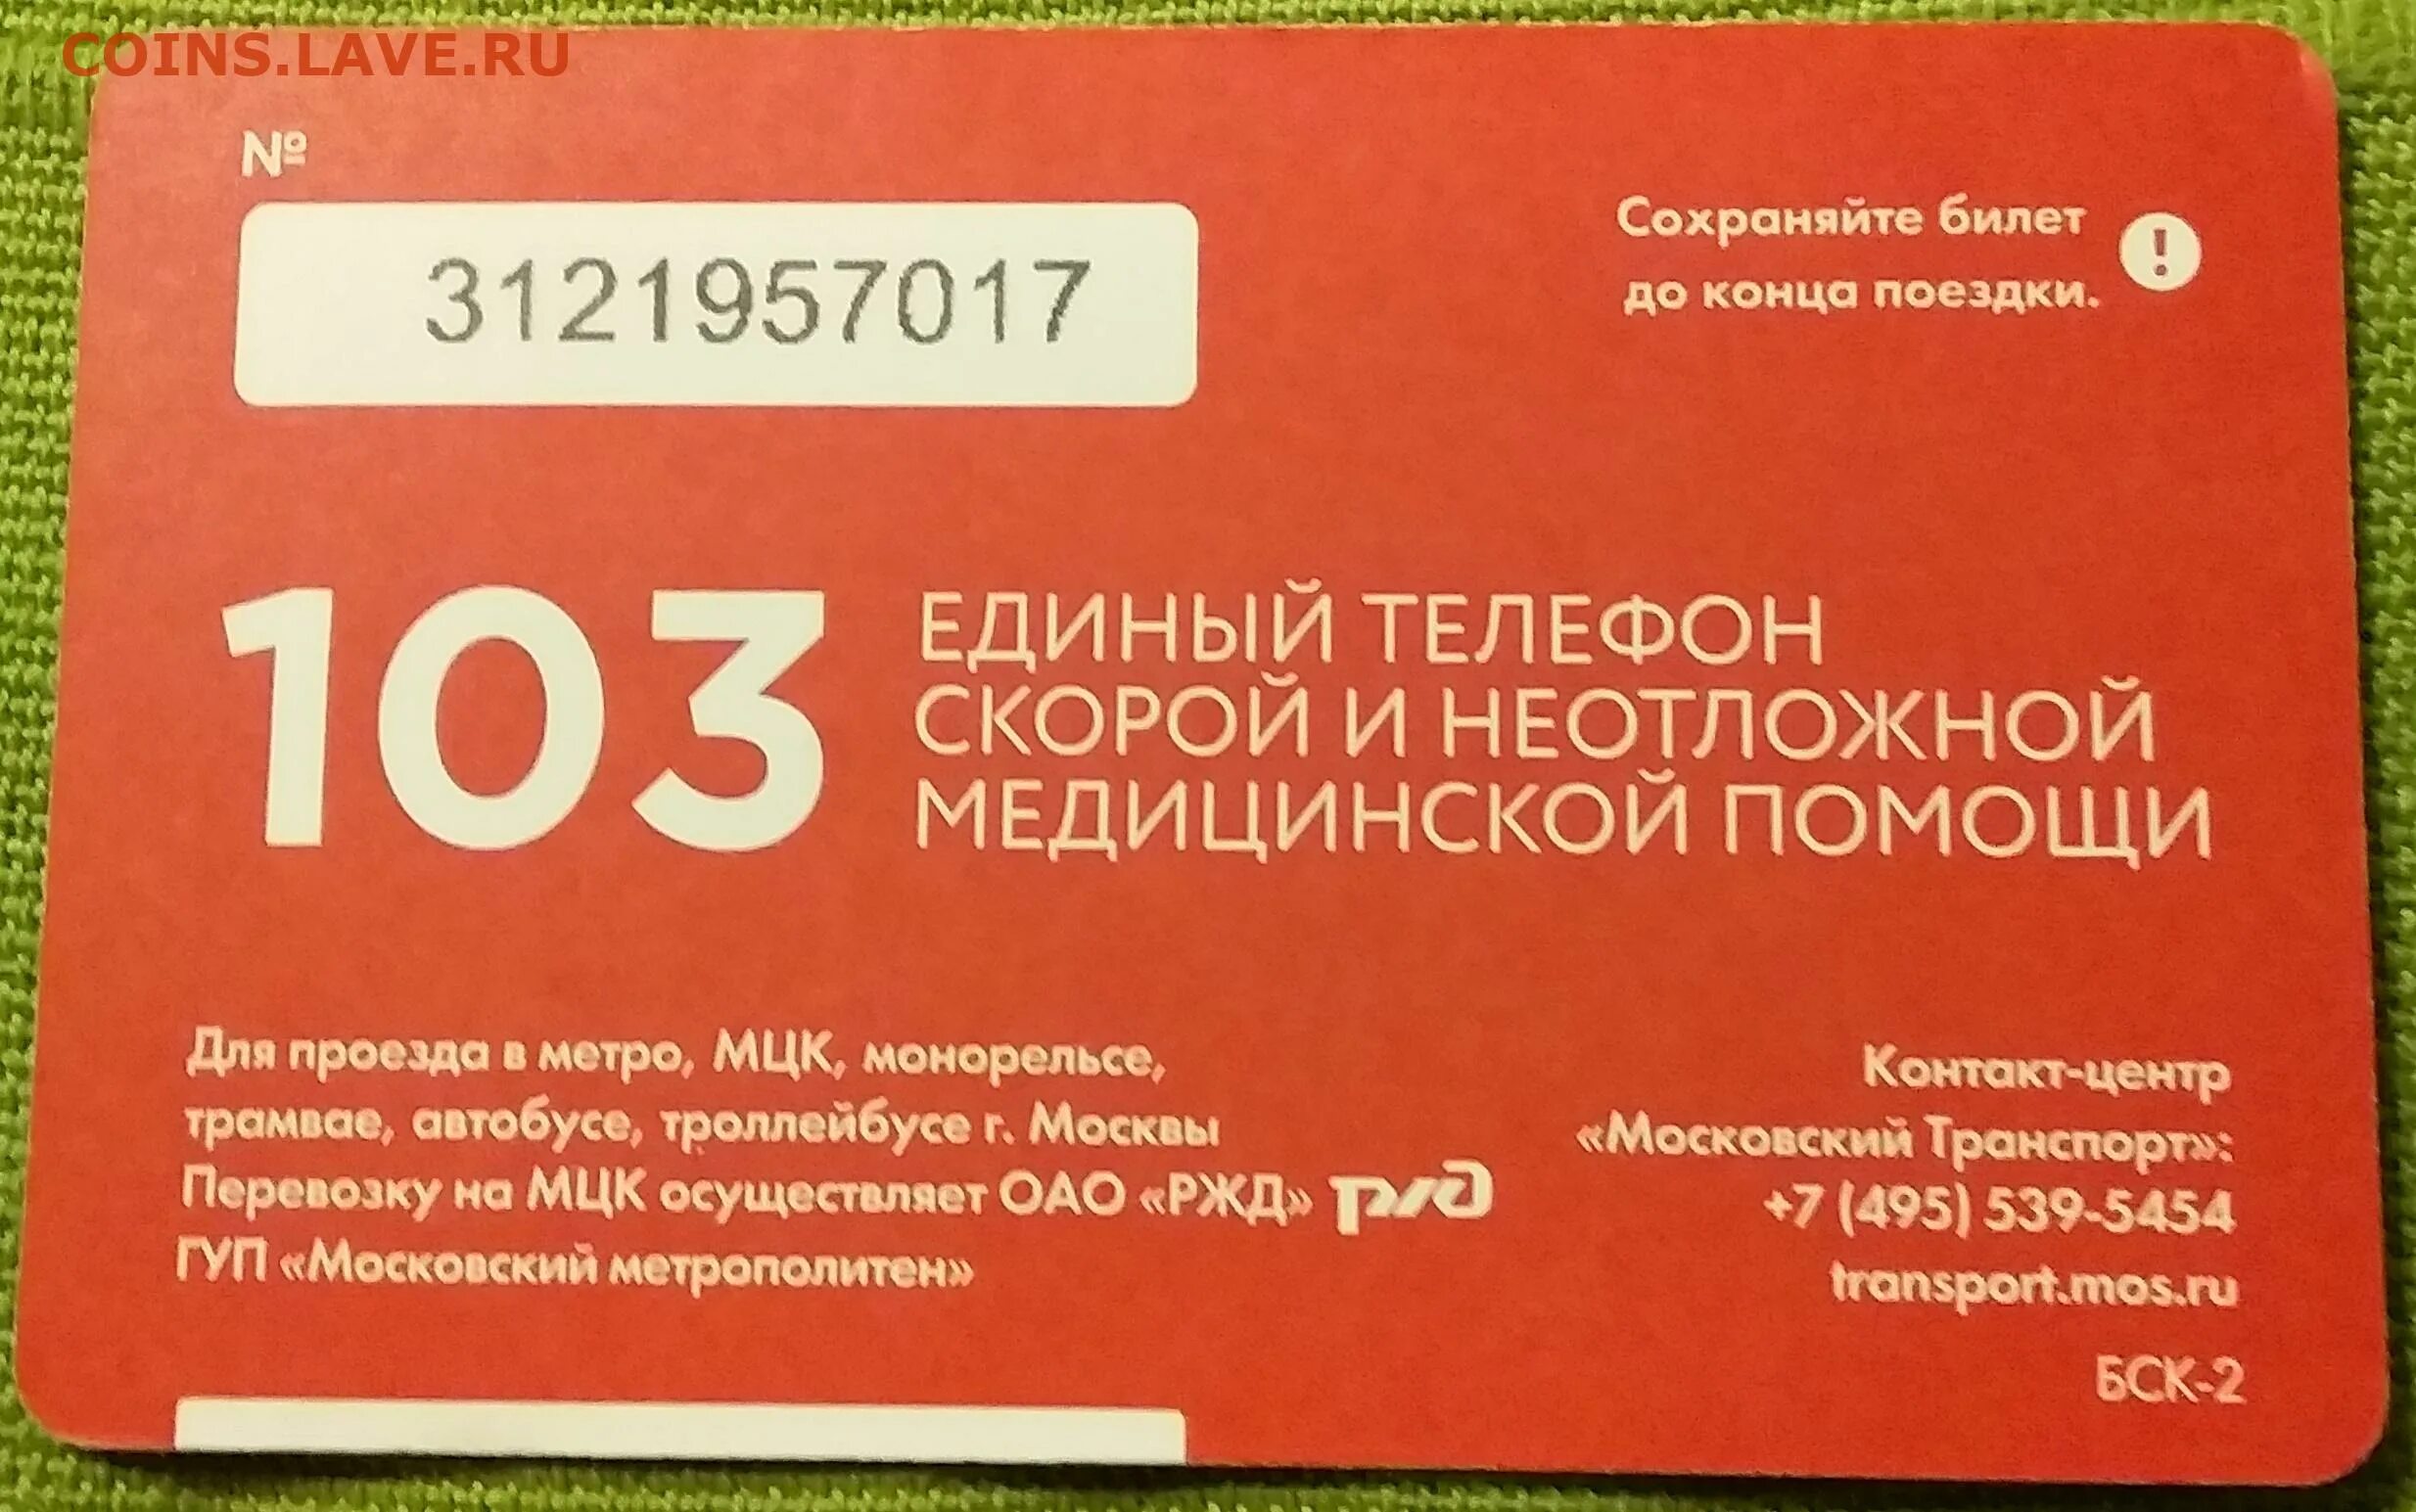 COINS.LAVE.RU
№
3121957017
Сохраняйте билет
до конца поездки.
!
103
ЕДИНЫЙ ТЕЛЕФОН
СКОРОЙ И НЕОТЛОЖНОЙ
МЕДИЦИНСКОЙ ПОМОЩИ
Для проезда в метро, МЦК, монорельсе,
трамвае, автобусе, троллейбусе г. Москвы
Перевозку на МЦК осуществляет ОАО «РЖД» РЖД
ГУП «Московский метрополитен»
Контакт-центр
«Московский Транспорт»:
+7 (495) 539-5454
transport.mos.ru
БСК-2